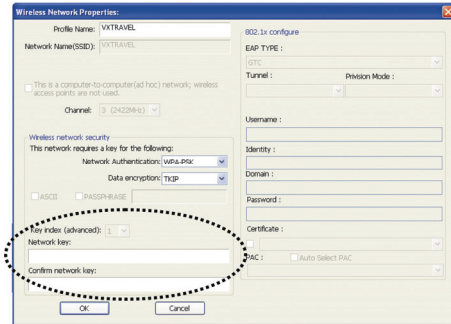 Wireless Network Properties:
Profile Name: VXTRAVEL
Network Name(SSID): VXTRAVEL
This is a computer-to-computer(ad hoc) network; wireless
access points are not used.
Channel: 3 (2422MHz)
Wireless network security
This network requires a key for the following:
Network Authentication: WPA-PSK
Data encryption: TKIP
ASCII PASSPHRASE
Key index (advanced): 1
Network key:
Confirm network key:
OK Cancel
802.1x configure
EAP TYPE :
GTC
Tunnel : Privision Mode :
Username :
Identity :
Domain :
Password :
Certificate :
PAC : Auto Select PAC